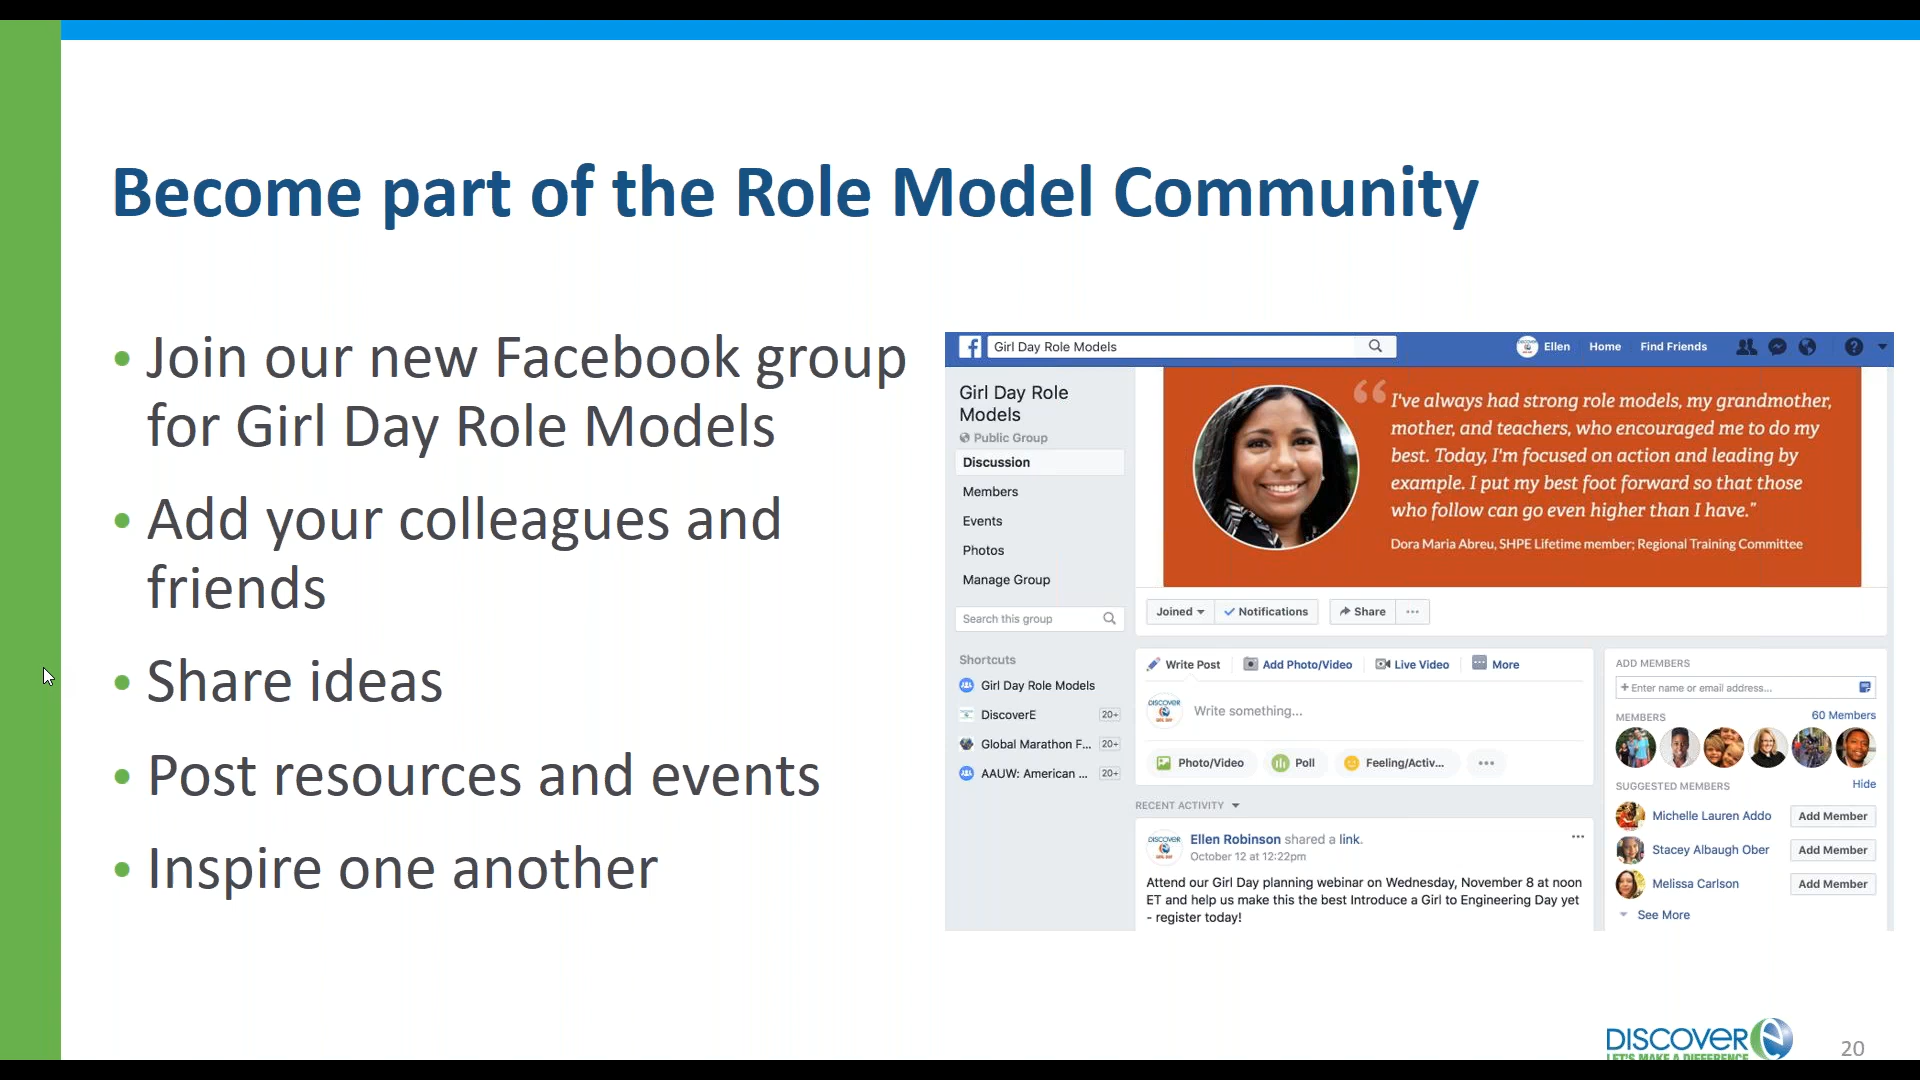 Become part of the Role Model Community
• Join our new Facebook group
for Girl Day Role Models
• Add your colleagues and
friends
• Share ideas
• Post resources and events
• Inspire one another
Girl Day Role Models
Ellen Home Find Friends
Girl Day Role
Models
Public Group
Discussion
Members
Events
Photos
Manage Group
Search this group
Shortcuts
Girl Day Role Models
DiscoverE 20+
Global Marathon F... 20+
AAUW: American ... 20+
“I've always had strong role models, my grandmother,
mother, and teachers, who encouraged me to do my
best. Today, I'm focused on action and leading by
example. I put my best foot forward so that those
who follow can go even higher than I have."
Dora Maria Abreu, SHPE Lifetime member; Regional Training Committee
Joined Notifications Share ...
Write Post Add Photo/Video Live Video More
DISCOVER
Write something...
Photo/Video Poll Feeling/Activ... ...
RECENT ACTIVITY
DISCOVER
Ellen Robinson shared a link.
October 12 at 12:22pm
Attend our Girl Day planning webinar on Wednesday, November 8 at noon
ET and help us make this the best Introduce a Girl to Engineering Day yet
- register today!
ADD MEMBERS
+ Enter name or email address...
MEMBERS 60 Members
SUGGESTED MEMBERS Hide
Michelle Lauren Addo Add Member
Stacey Albaugh Ober Add Member
Melissa Carlson Add Member
See More
DISCOVER e
LET'S MAKE A DIFFERENCE
20